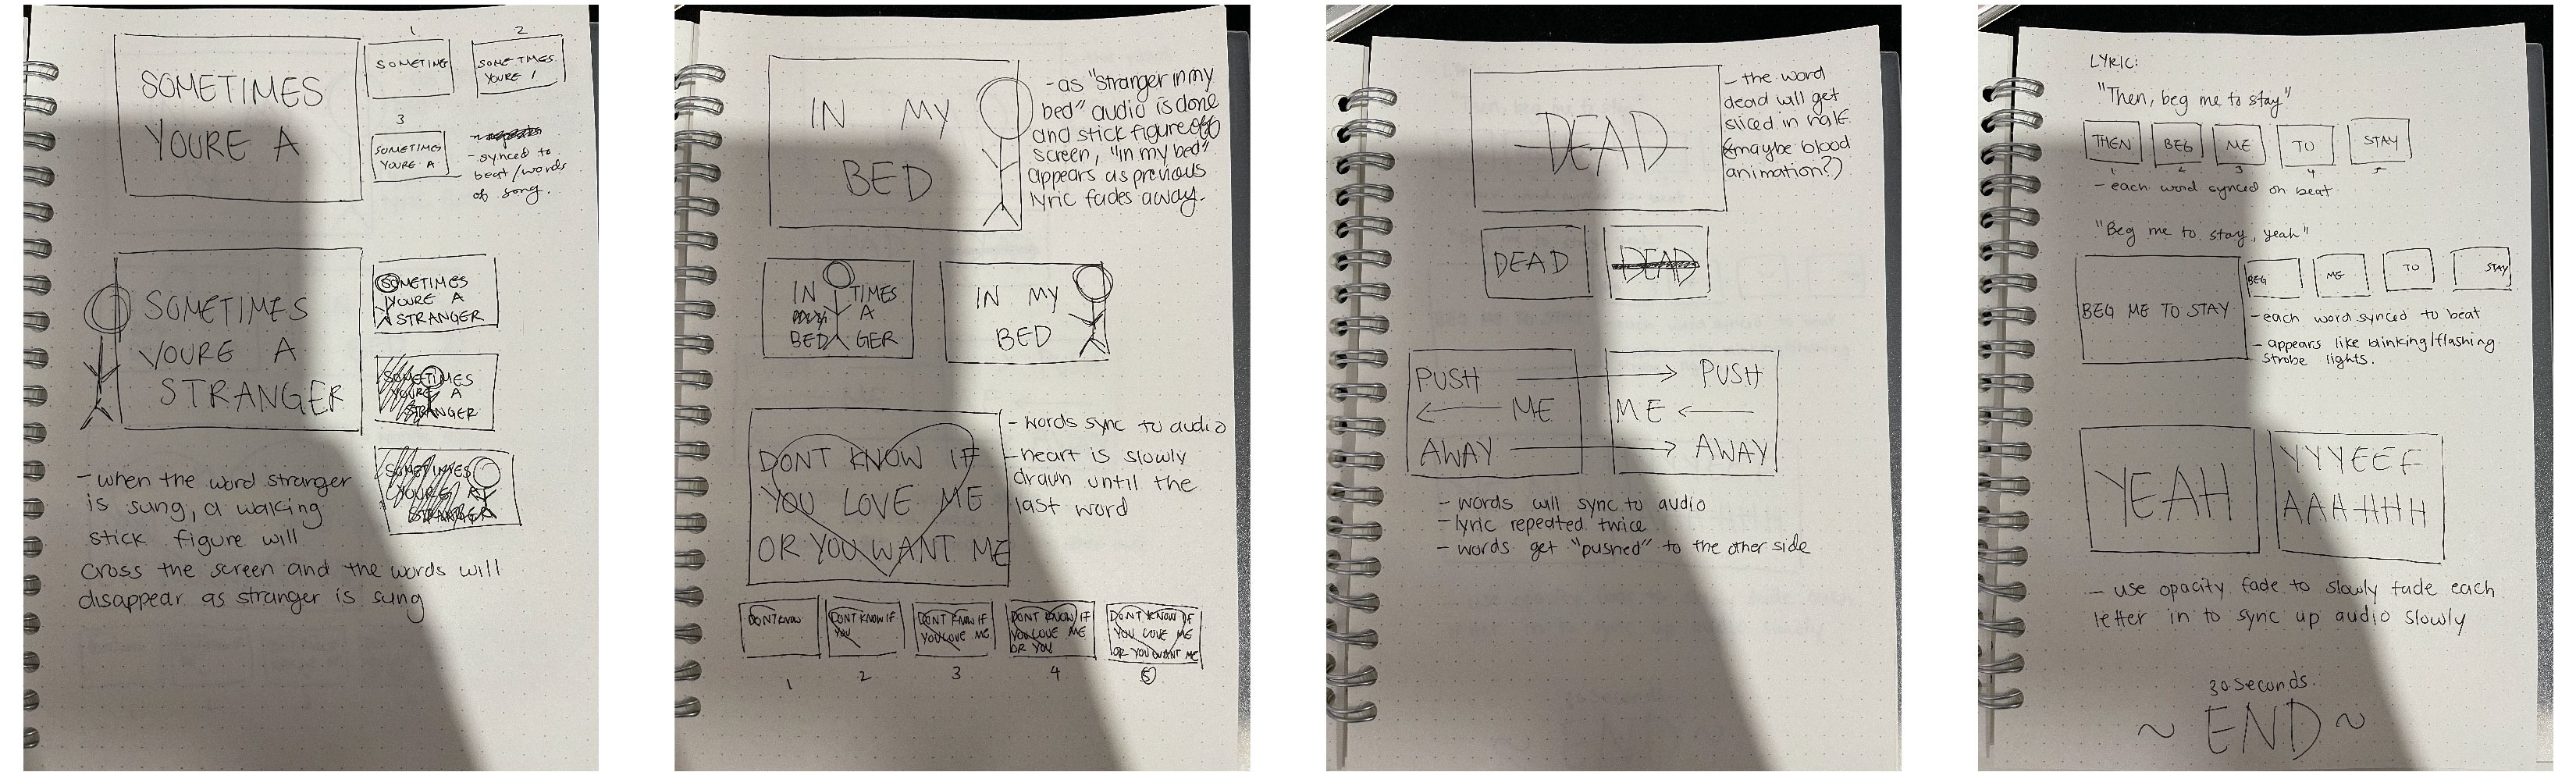 SOMETIMES
YOURE A
1
SOMETING
2
SOMETIMES
YOURE /
3
SOMETIMES
YOURE A
- synced to
beat/words
of song.
SOMETIMES
YOURE A
STRANGER
SOMETIMES
YOURE A
STRANGER
SOMETIMES
YOURE A
STRANGER
SOMETIMES
YOURE A
STRANGER
- when the word stranger
is sung, a walking
stick figure will
cross the screen and the words will
disappear as stranger is sung
IN MY
BED
- as "stranger in my
bed" audio is done
and stick figure off
screen, "in my bed"
appears as previous
lyric fades away.
IN TIMES
A
BED GER
IN MY
BED
DONT KNOW IF
YOU LOVE ME
OR YOU WANT ME
- words sync to audio
- heart is slowly
drawn until the
last word
DONT KNOW
1
DONT KNOW IF
YOU
2
DONT KNOW IF
YOU LOVE ME
3
DONT KNOW IF
YOU LOVE ME
OR YOU
4
DONT KNOW IF
YOU LOVE ME
OR YOU WANT ME
5
DEAD
- the word
dead will get
sliced in half.
(maybe blood
animation?)
DEAD
DEAD
PUSH
ME
AWAY
PUSH
ME
AWAY
- words will sync to audio
- lyric repeated twice
- words get "pushed" to the other side
LYRIC:
"Then, beg me to stay"
THEN BEG ME TO STAY
1 2 3 4 5
- each word synced on beat
"Beg me to stay, yeah"
BEG ME TO STAY
BEG ME TO STAY
- each word synced to beat
- appears like blinking/flashing
strobe lights.
YEAH
YYYEEF
AAAHHH
- use opacity fade to slowly fade each
letter in to sync up audio slowly
30 seconds.
~ END ~